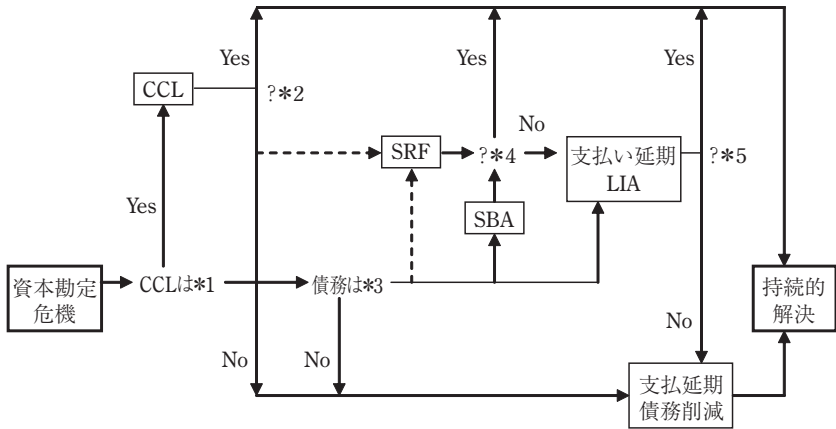 Yes
Yes
Yes
CCL
?*2
No
SRF
?*4
支払い延期
LIA
?*5
Yes
SBA
資本勘定
危機
CCLは*1
債務は*3
持続的
解決
No
No
No
支払延期
債務削減